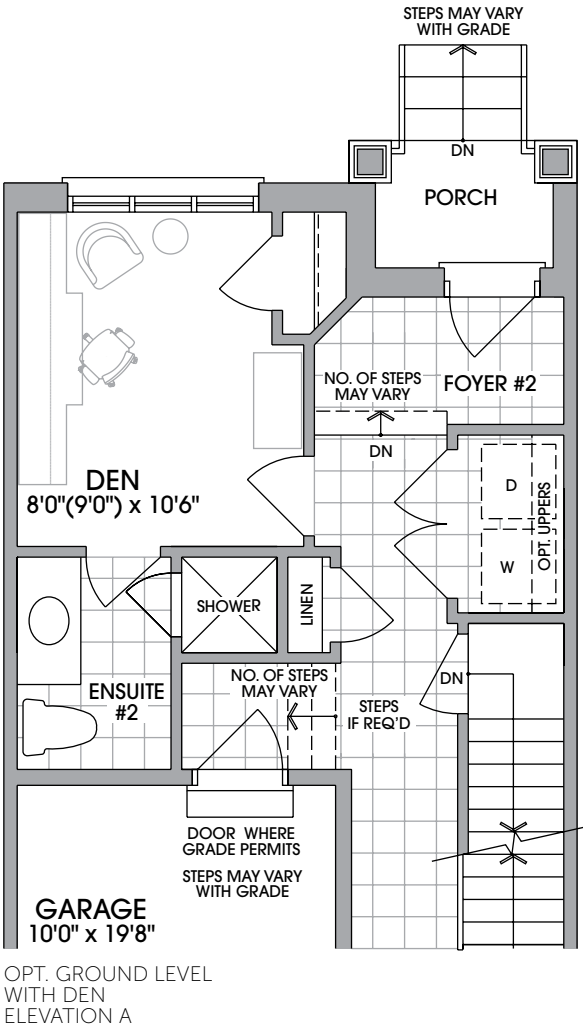 STEPS MAY VARY
WITH GRADE
DN
PORCH
NO. OF STEPS
MAY VARY
FOYER #2
DN
DEN
8'0"(9'0") x 10'6"
D
OPT. UPPERS
W
SHOWER
LINEN
ENSUITE
#2
NO. OF STEPS
MAY VARY
DN
STEPS
IF REQ'D
DOOR WHERE
GRADE PERMITS
STEPS MAY VARY
WITH GRADE
GARAGE
10'0" x 19'8"
OPT. GROUND LEVEL
WITH DEN
ELEVATION A